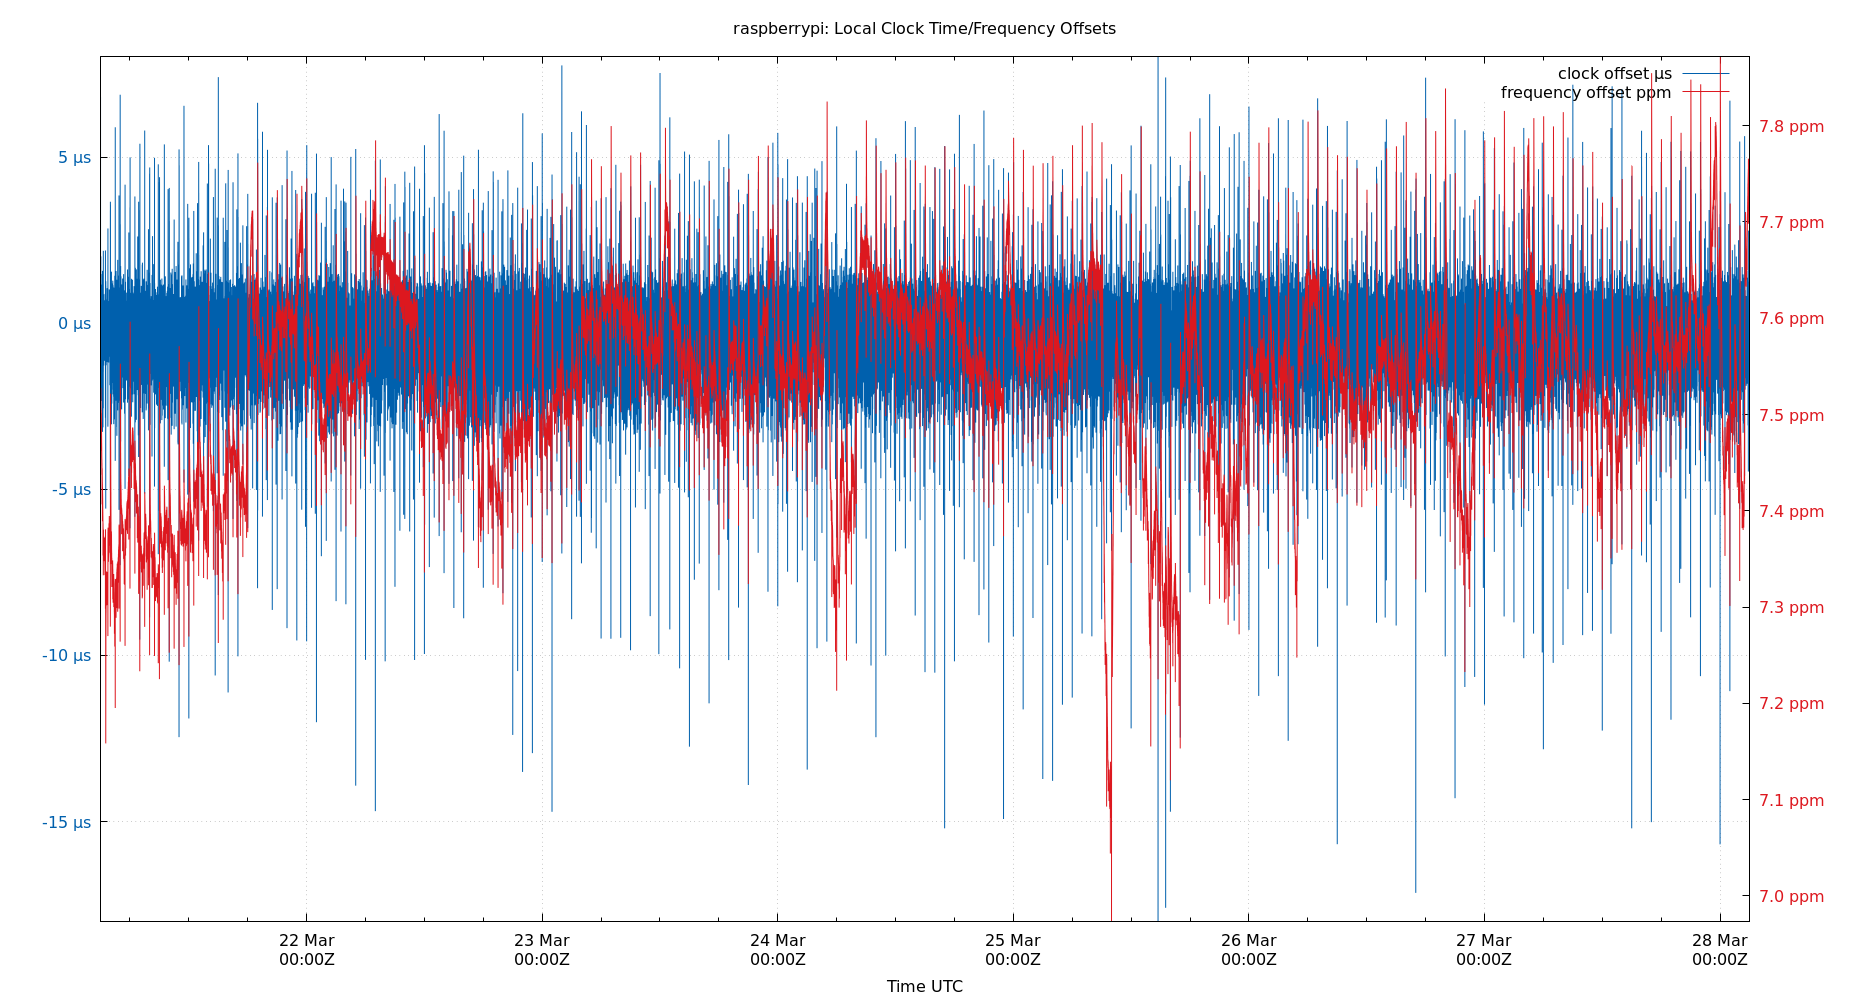 raspberrypi: Local Clock Time/Frequency Offsets
clock offset µs
frequency offset ppm
5 µs
0 µs
-5 µs
-10 µs
-15 µs
7.8 ppm
7.7 ppm
7.6 ppm
7.5 ppm
7.4 ppm
7.3 ppm
7.2 ppm
7.1 ppm
7.0 ppm
22 Mar
00:00Z
23 Mar
00:00Z
24 Mar
00:00Z
25 Mar
00:00Z
26 Mar
00:00Z
27 Mar
00:00Z
28 Mar
00:00Z
Time UTC